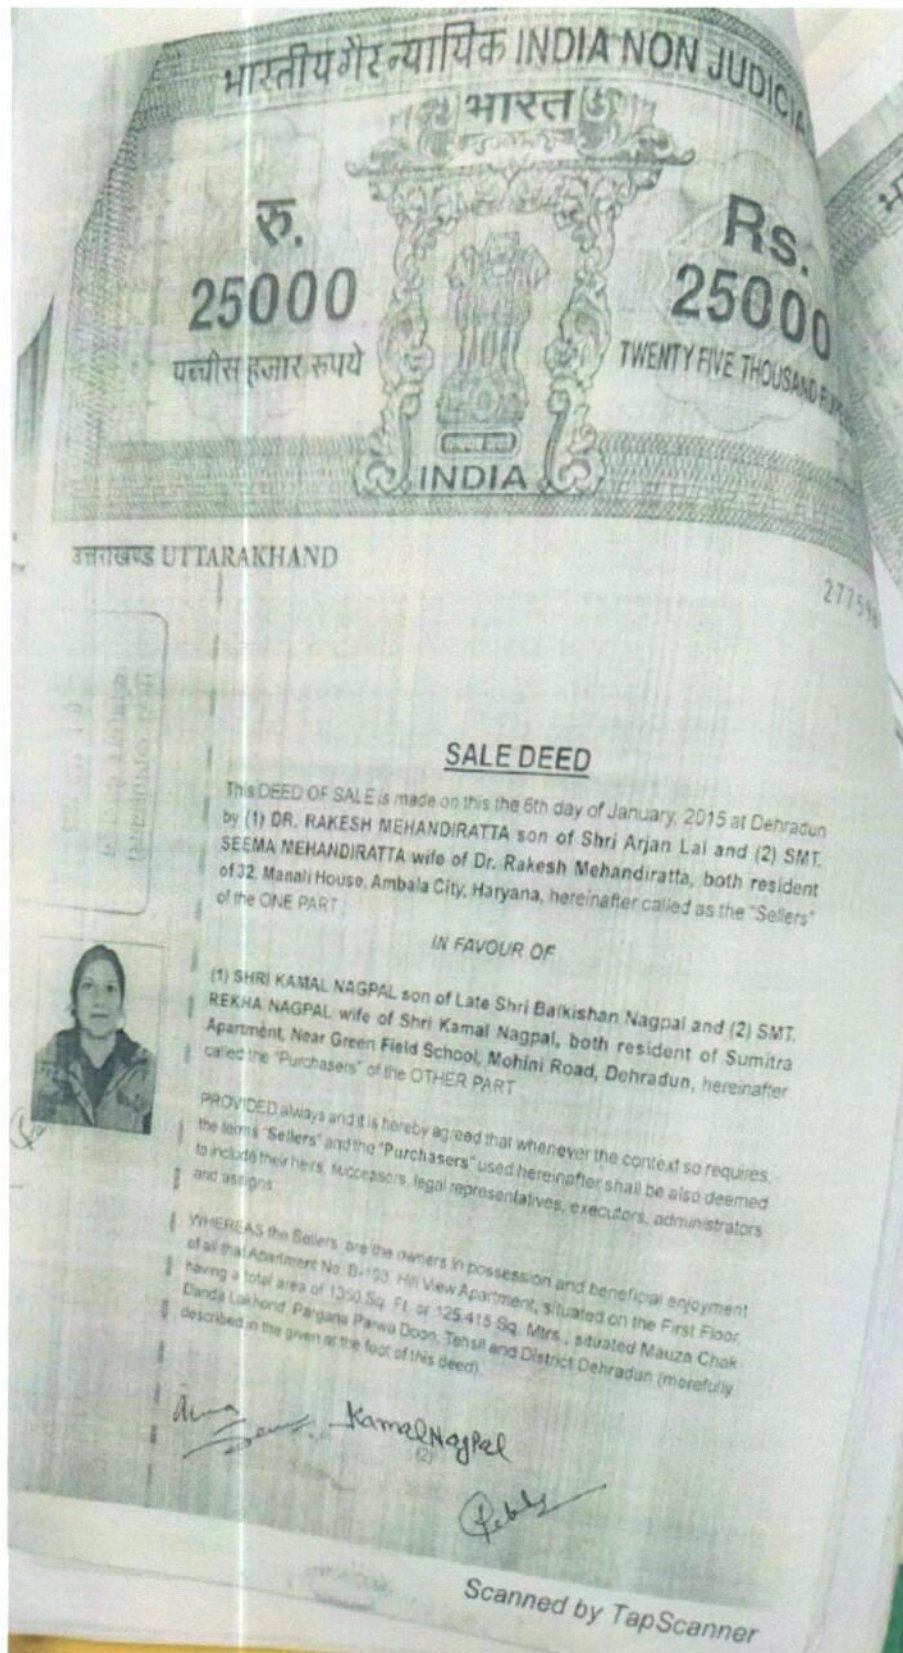 भारतीय गैर न्यायिक INDIA NON JUDICIA
भारत
रु.
25000
पच्चीस हजार रुपये
Rs.
25000
TWENTY FIVE THOUSAND RUP
INDIA
उत्तराखण्ड UTTARAKHAND
27759
SALE DEED
This DEED OF SALE is made on this the 6th day of January, 2015 at Dehradun
by (1) DR. RAKESH MEHANDIRATTA son of Shri Arjan Lal and (2) SMT.
SEEMA MEHANDIRATTA wife of Dr. Rakesh Mehandiratta, both resident
of 32, Manali House, Ambala City, Haryana, hereinafter called as the "Sellers"
of the ONE PART
IN FAVOUR OF
(1) SHRI KAMAL NAGPAL son of Late Shri Balkishan Nagpal and (2) SMT.
REKHA NAGPAL wife of Shri Kamal Nagpal, both resident of Sumitra
Apartment, Near Green Field School, Mohini Road, Dehradun, hereinafter
called the "Purchasers" of the OTHER PART
PROVIDED always and it is hereby agreed that whenever the context so requires,
the terms "Sellers" and the "Purchasers" used hereinafter shall be also deemed
to include their heirs, successors, legal representatives, executors, administrators
and assigns
WHEREAS the Sellers are the owners in possession and beneficial enjoyment
of all that Apartment No. B-103, Hill View Apartment, situated on the First Floor,
having a total area of 1350 Sq. Ft. or 125.415 Sq. Mtrs., situated Mauza Chak
Danda Lakhond Pargana Parwa Doon, Tehsil and District Dehradun (morefully
described in the given at the foot of this deed).
Kamal Nagpal
(2)
Scanned by TapScanner